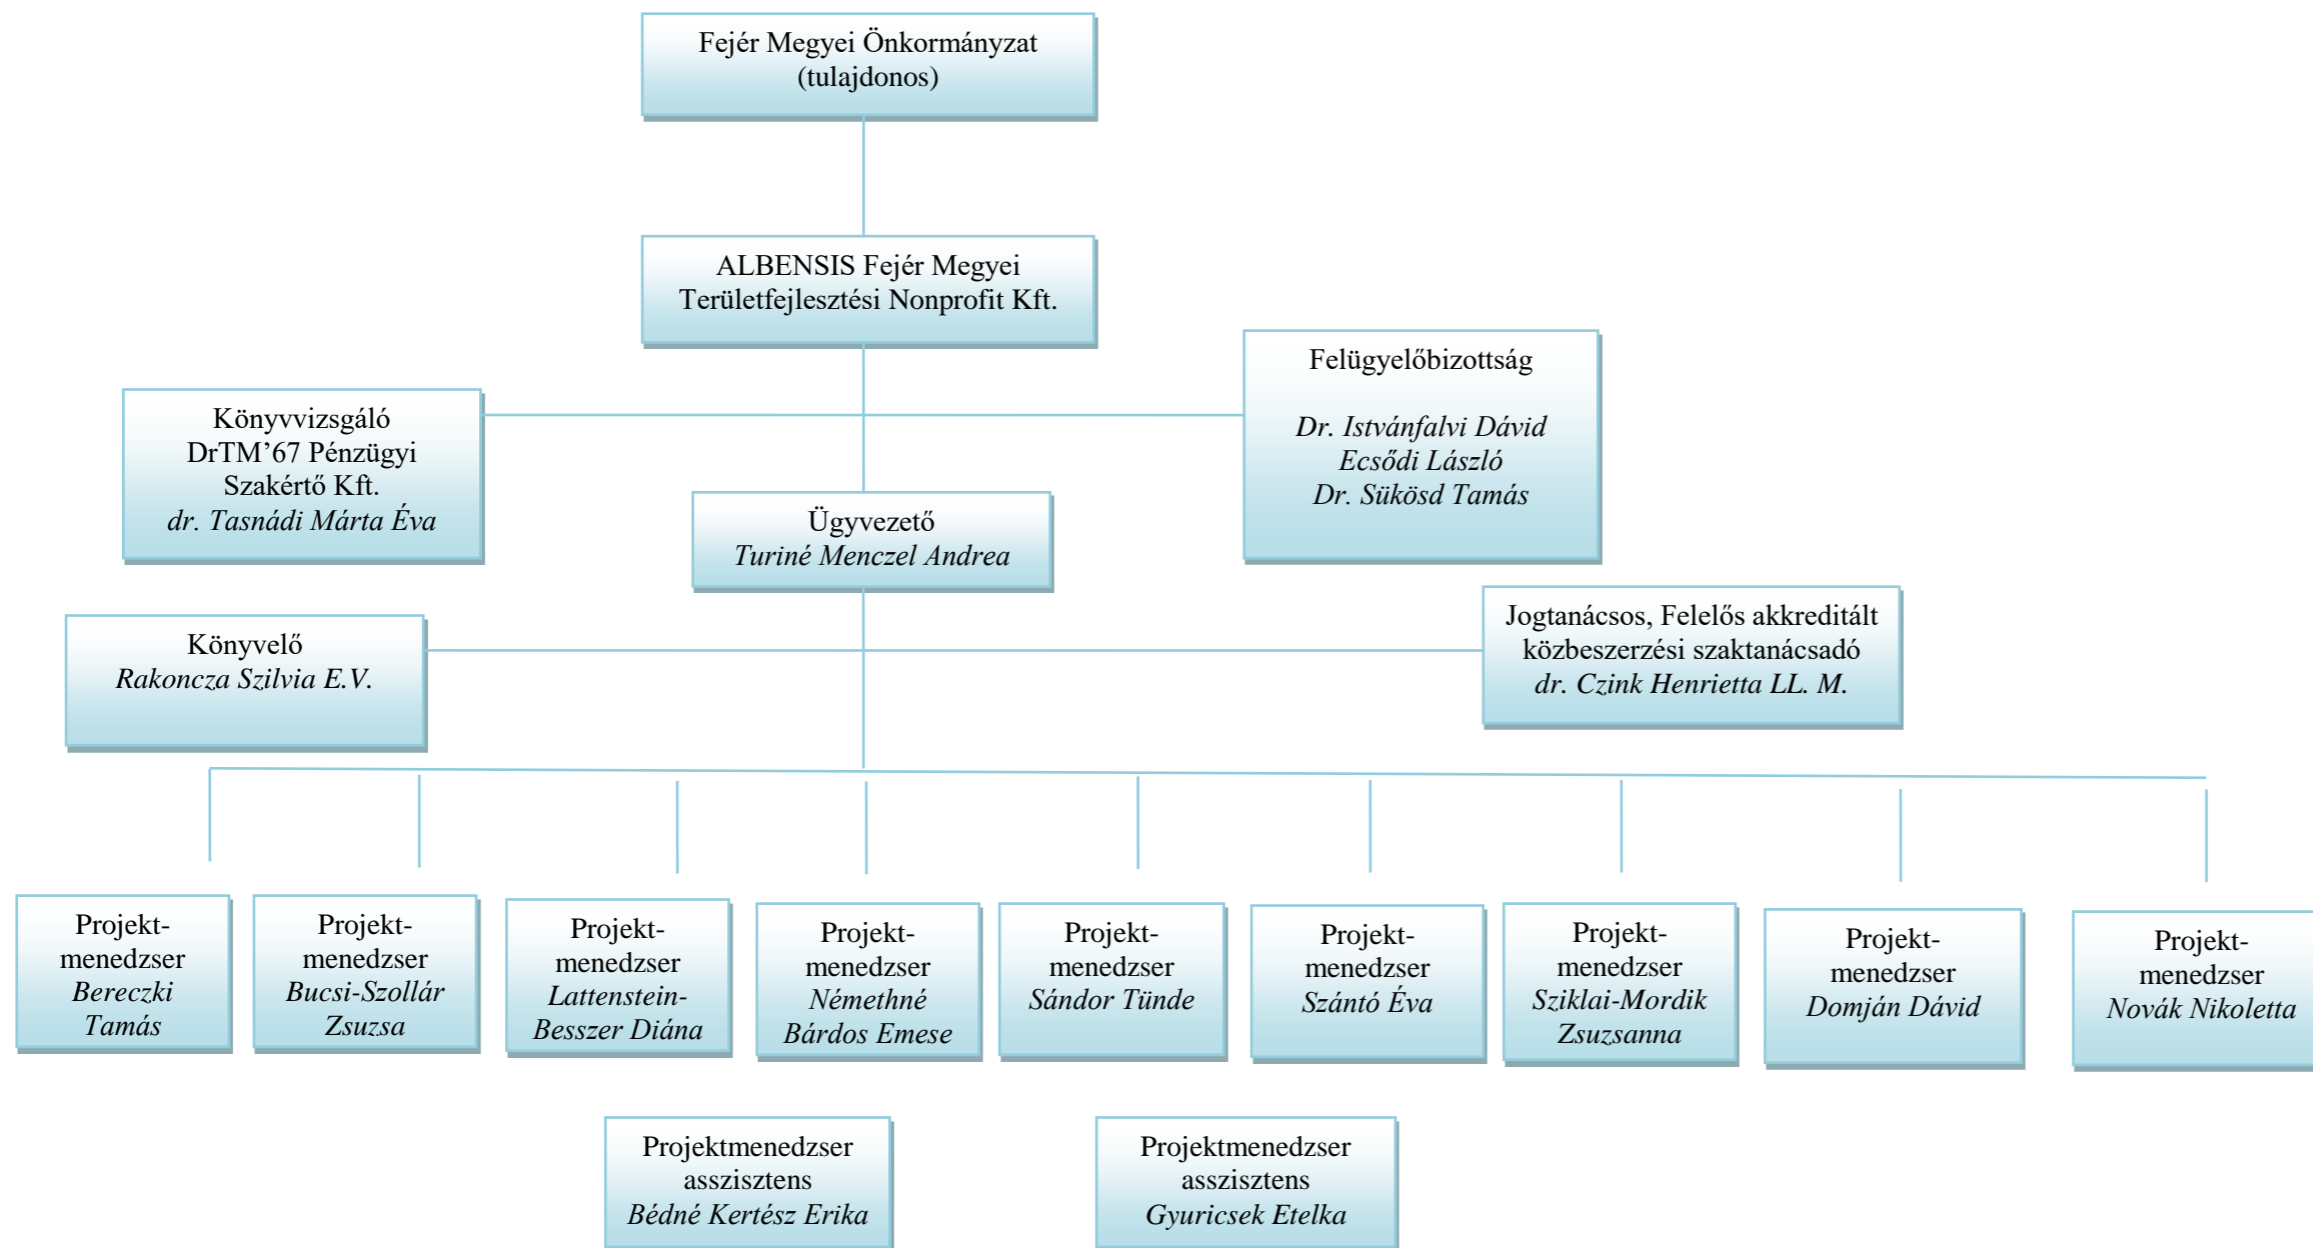 Fejér Megyei Önkormányzat
(tulajdonos)
ALBENSIS Fejér Megyei
Területfejlesztési Nonprofit Kft.
Felügyelőbizottság
Dr. Istvánfalvi Dávid
Ecsődi László
Dr. Sükösd Tamás
Könyvvizsgáló
DrTM’67 Pénzügyi
Szakértő Kft.
dr. Tasnádi Márta Éva
Ügyvezető
Turiné Menczel Andrea
Könyvelő
Rakoncza Szilvia E.V.
Jogtanácsos, Felelős akkreditált
közbeszerzési szaktanácsadó
dr. Czink Henrietta LL. M.
Projekt-
menedzser
Bereczki
Tamás
Projekt-
menedzser
Bucsi-Szollár
Zsuzsa
Projekt-
menedzser
Lattenstein-
Besszer Diána
Projekt-
menedzser
Némethné
Bárdos Emese
Projekt-
menedzser
Sándor Tünde
Projekt-
menedzser
Szántó Éva
Projekt-
menedzser
Sziklai-Mordik
Zsuzsanna
Projekt-
menedzser
Domján Dávid
Projekt-
menedzser
Novák Nikoletta
Projektmenedzser
asszisztens
Bédné Kertész Erika
Projektmenedzser
asszisztens
Gyuricsek Etelka